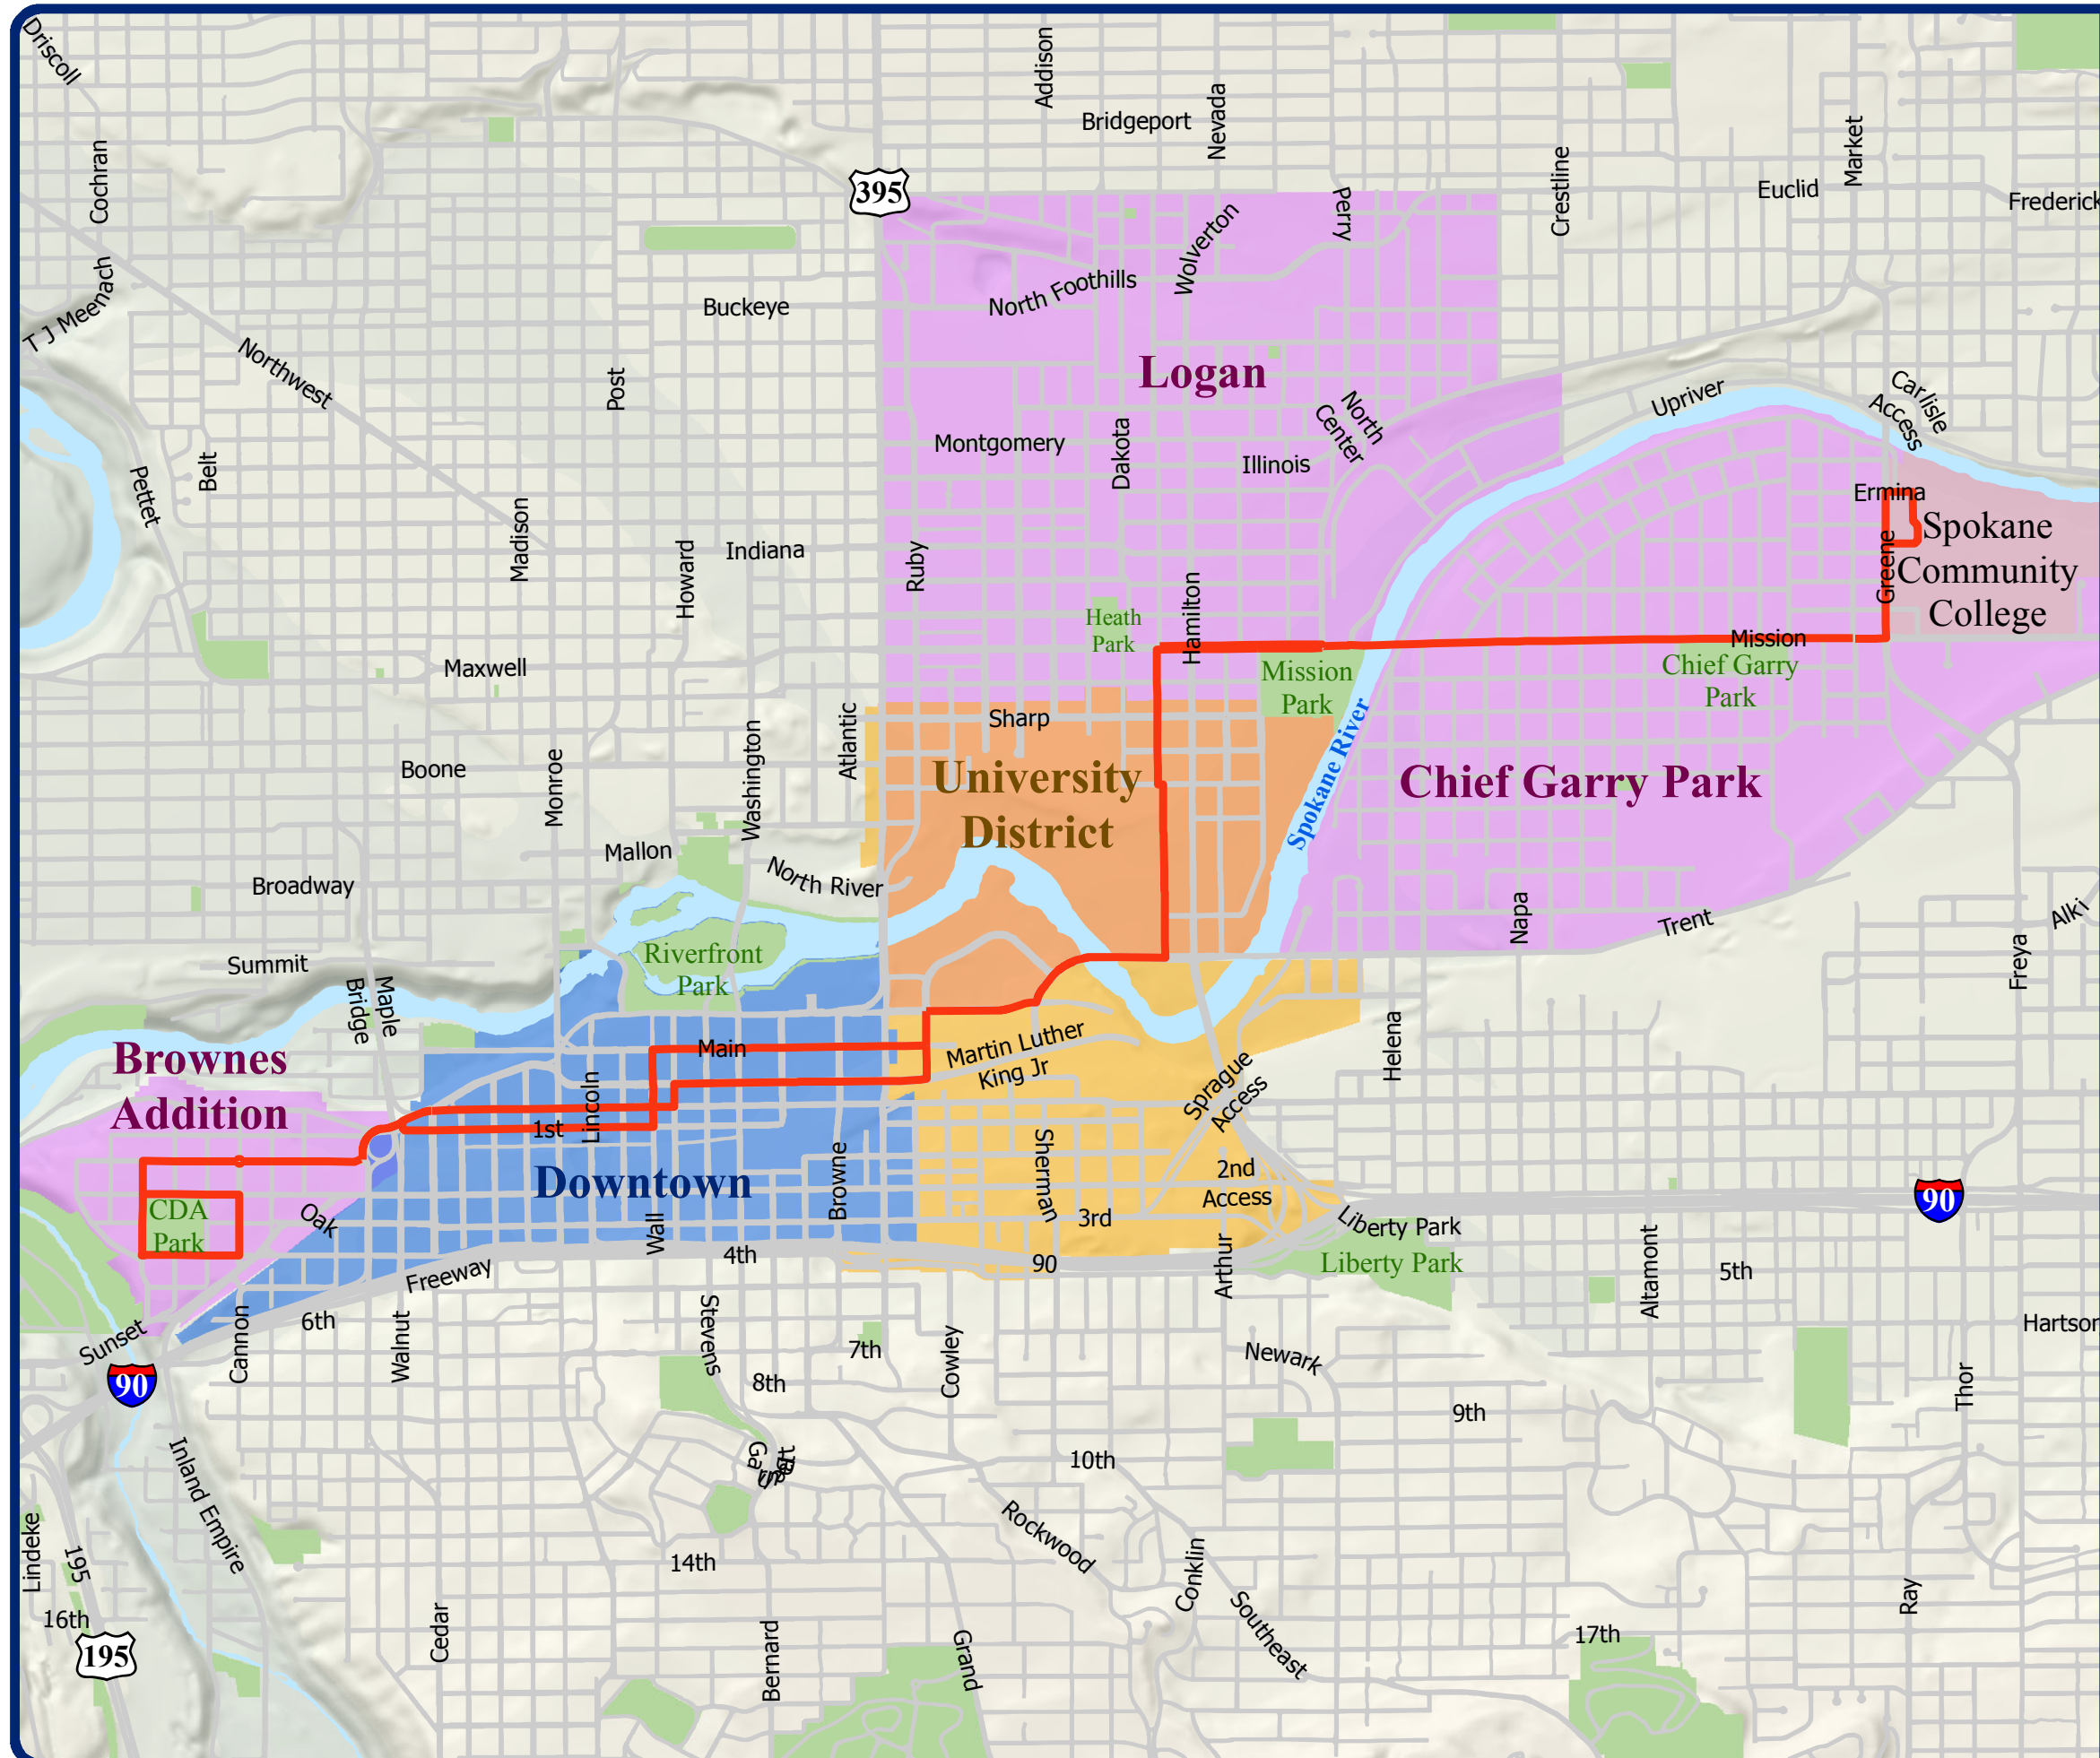 Driscoll
Addison
Bridgeport
Nevada
Market
Cochran
395
Perry
Crestline
Euclid
Frederick
Wolverton
T J Meenach
North Foothills
Buckeye
Northwest
Post
Logan
Upriver
Carlisle
Access
North
Center
Montgomery
Dakota
Illinois
Belt
Pettet
Madison
Ermina
Spokane
Community
College
Greene
Howard
Indiana
Ruby
Hamilton
Heath
Park
Mission
Maxwell
Mission
Park
Chief Garry
Park
Sharp
Atlantic
Washington
Boone
Monroe
University
District
Spokane River
Chief Garry Park
Mallon
North River
Broadway
Napa
Trent
Alki
Freya
Summit
Riverfront
Park
Maple
Bridge
Helena
Main
Martin Luther
King Jr
Brownes
Addition
Lincoln
1st
Sprague
Access
Sherman
Browne
Downtown
2nd
Access
CDA
Park
Oak
Wall
3rd
90
Liberty Park
Liberty Park
4th
90
Arthur
Freeway
Altamont
5th
Sunset
Cannon
6th
Walnut
Stevens
7th
Cowley
Newark
Hartson
90
8th
Thor
9th
Inland Empire
10th
Rockwood
Lindeke
195
14th
Conklin
Southeast
Ray
16th
195
Cedar
Bernard
Grand
17th